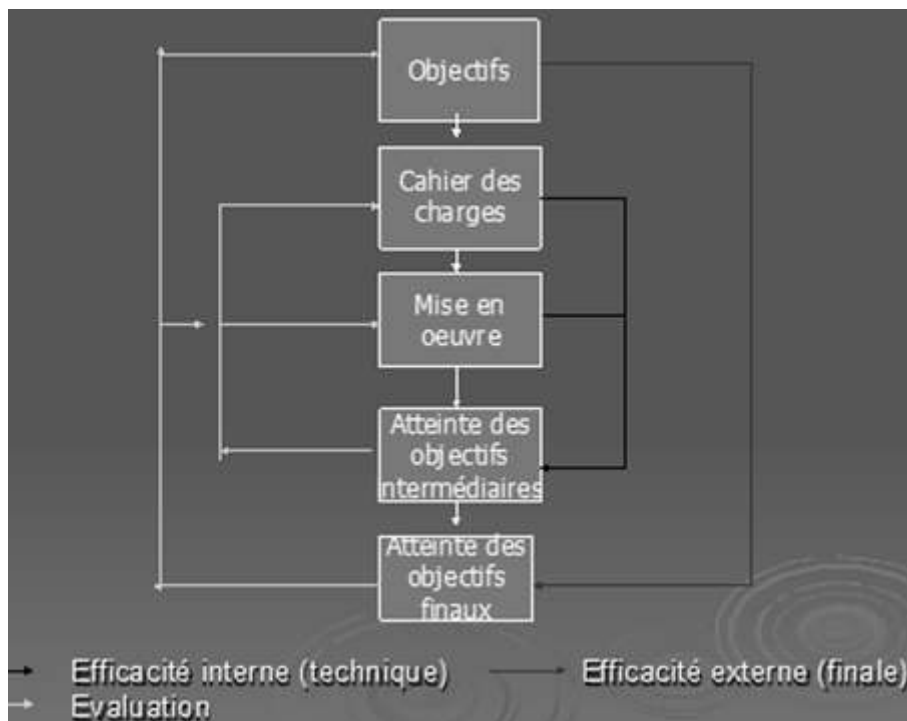 Objectifs
Cahier des
charges
Mise en
oeuvre
Atteinte des
objectifs
ntermédiaires
Atteinte des
objectifs
finaux
Efficacité interne (technique)
Efficacité externe (finale)
Evaluation